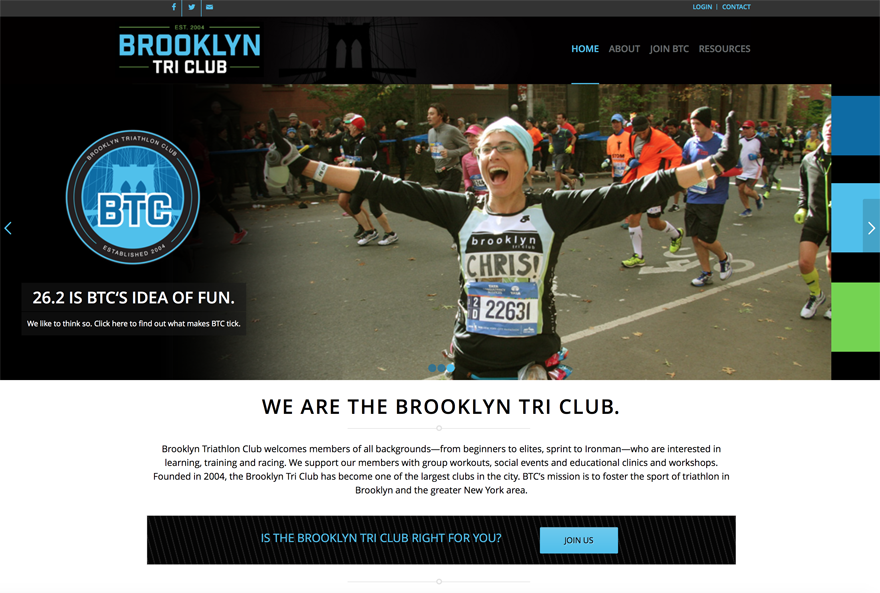 LOGIN | CONTACT
EST. 2004
BROOKLYN
TRI CLUB
HOME ABOUT JOIN BTC RESOURCES
BROOKLYN TRIATHLON CLUB
BTC
ESTABLISHED 2004
brooklyn
tri club
CHRIS!
22631
26.2 IS BTC'S IDEA OF FUN.
We like to think so. Click here to find out what makes BTC tick.
WE ARE THE BROOKLYN TRI CLUB.
Brooklyn Triathlon Club welcomes members of all backgrounds—from beginners to elites, sprint to Ironman—who are interested in
learning, training and racing. We support our members with group workouts, social events and educational clinics and workshops.
Founded in 2004, the Brooklyn Tri Club has become one of the largest clubs in the city. BTC's mission is to foster the sport of triathlon in
Brooklyn and the greater New York area.
IS THE BROOKLYN TRI CLUB RIGHT FOR YOU?
JOIN US